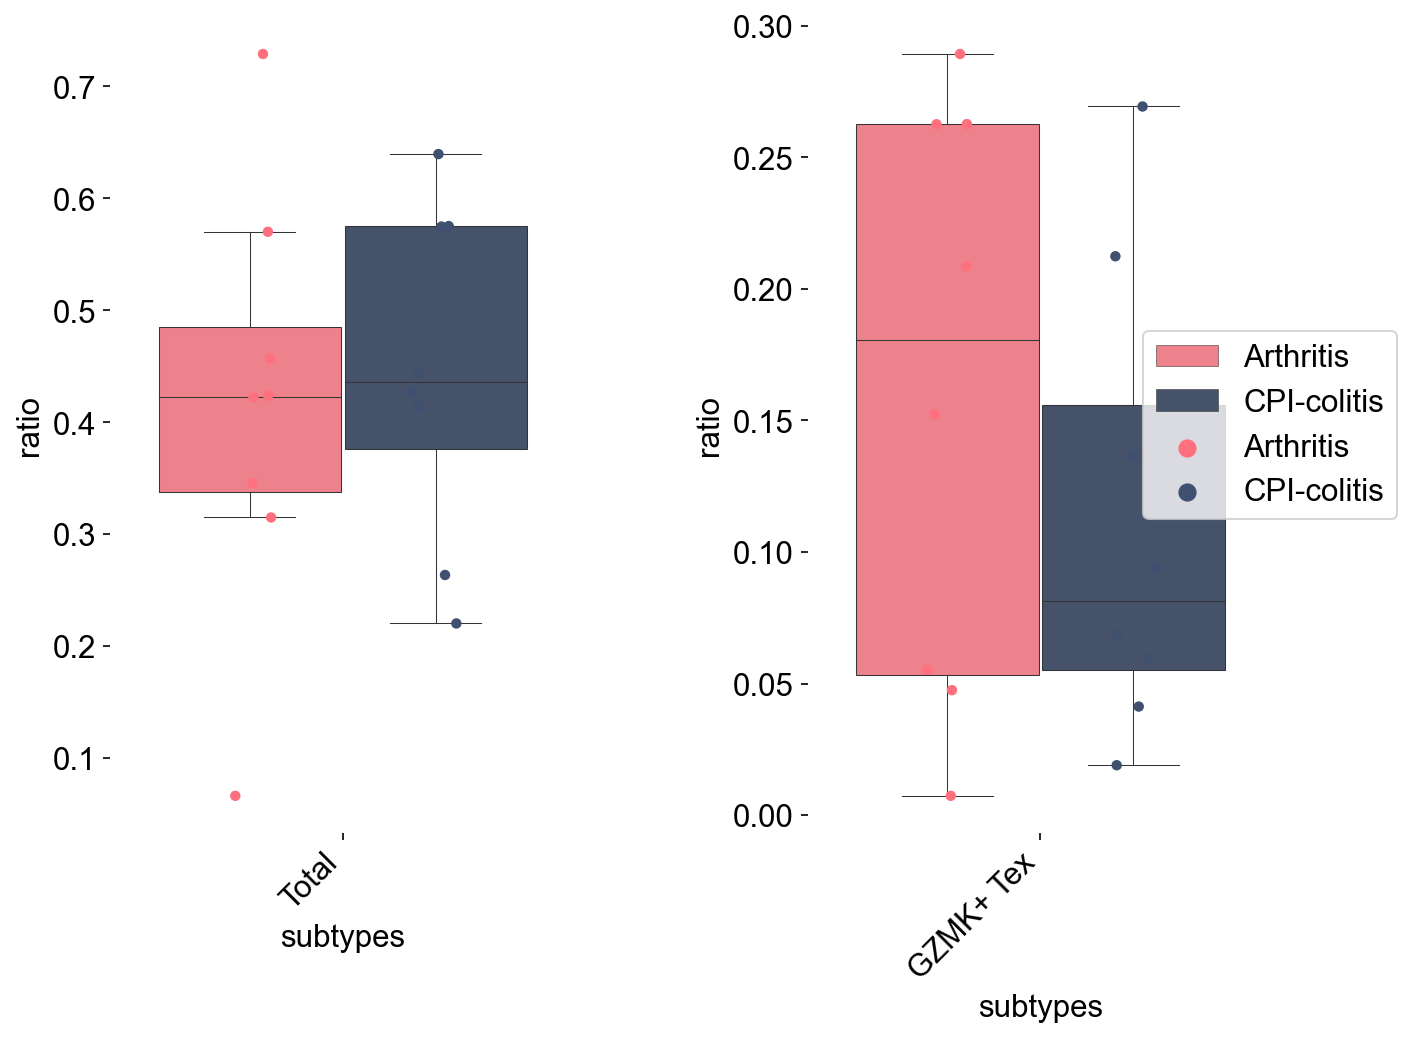 0.7
0.6
0.5
0.4
0.3
0.2
0.1
ratio
Total
subtypes
0.30
0.25
0.20
0.15
0.10
0.05
0.00
ratio
GZMK+ Tex
subtypes
Arthritis
CPI-colitis
Arthritis
CPI-colitis